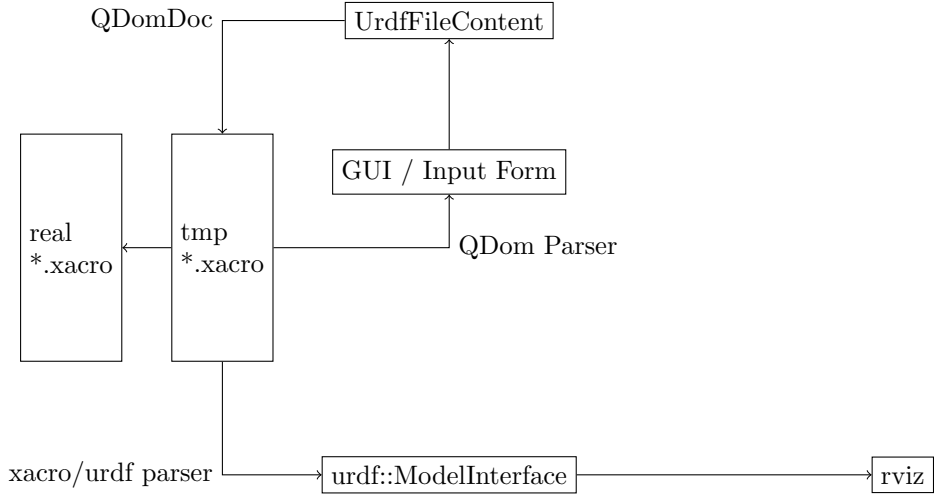 QDomDoc
UrdfFileContent
GUI / Input Form
real
*.xacro
tmp
*.xacro
QDom Parser
xacro/urdf parser
urdf::ModelInterface
rviz